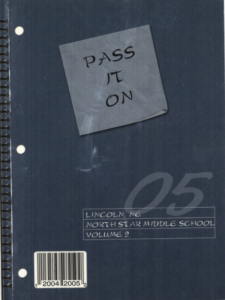 PASS
IT
ON
05
LINCOLN, NE
NORTH STAR MIDDLE SCHOOL
VOLUME 2
2004 2005